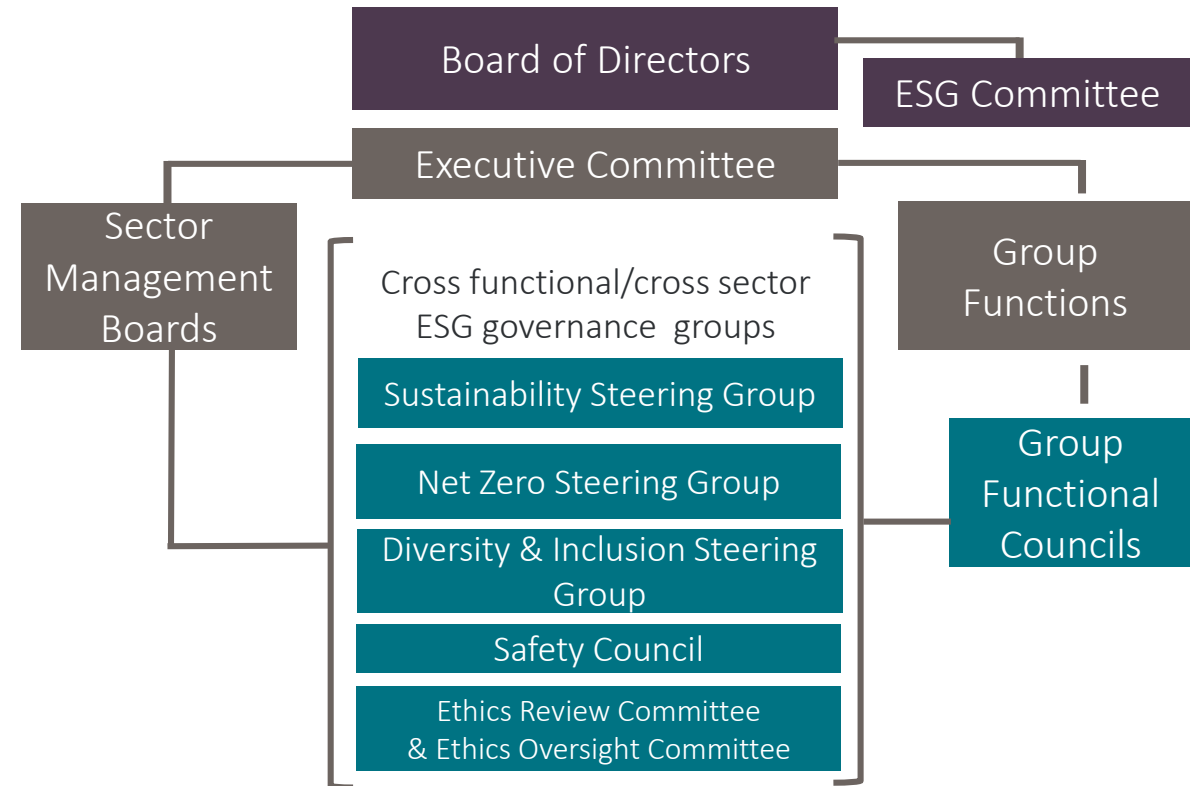 Board of Directors
ESG Committee
Executive Committee
Sector
Management
Boards
Group
Functions
Cross functional/cross sector
ESG governance  groups
Sustainability Steering Group
Net Zero Steering Group
Diversity & Inclusion Steering
Group
Safety Council
Ethics Review Committee
& Ethics Oversight Committee
Group
Functional
Councils